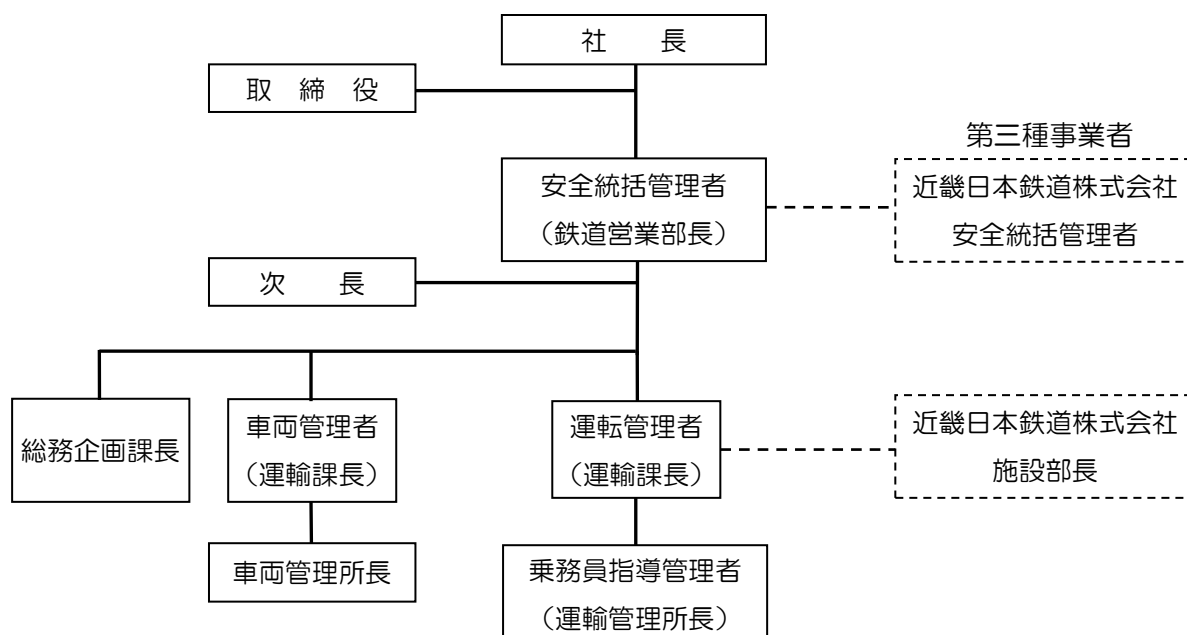 社　　長
取　締　役
第三種事業者
安全統括管理者
（鉄道営業部長）
近畿日本鉄道株式会社
安全統括管理者
次　　長
総務企画課長
車両管理者
（運輸課長）
運転管理者
（運輸課長）
近畿日本鉄道株式会社
施設部長
車両管理所長
乗務員指導管理者
（運輸管理所長）